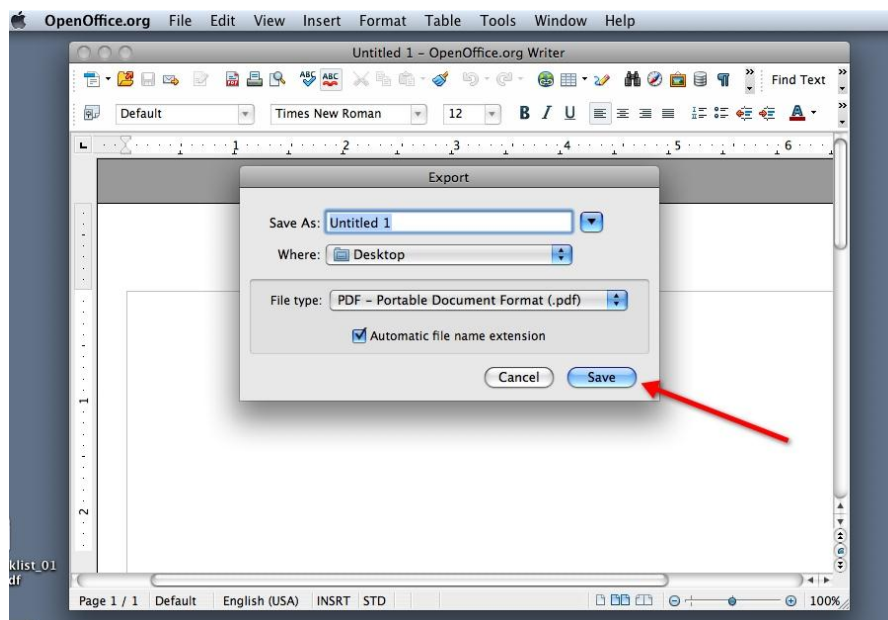 OpenOffice.org File Edit View Insert Format Table Tools Window Help
Untitled 1 – OpenOffice.org Writer
ABC ABC Find Text
Default Times New Roman 12 B I U A
1 2 3 4 5 6
Export
Save As: Untitled 1
Where: Desktop
File type: PDF – Portable Document Format (.pdf)
Automatic file name extension
Cancel Save
1
2
klist_01
df
Page 1 / 1 Default English (USA) INSRT STD 100%